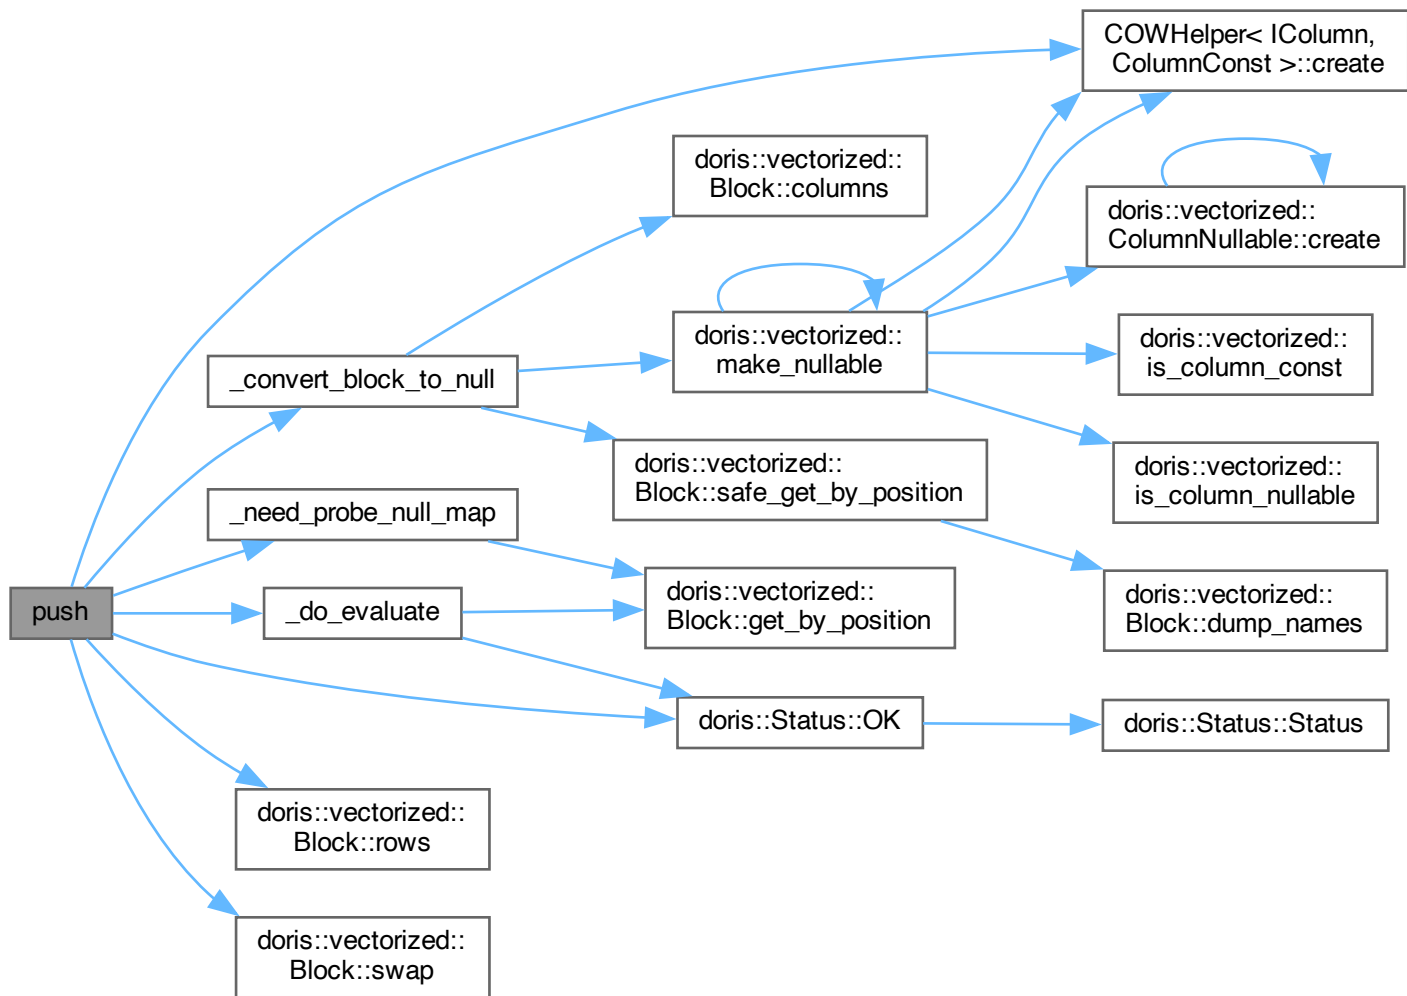 COWHelper< IColumn,
ColumnConst >::create
doris::vectorized::
Block::columns
doris::vectorized::
ColumnNullable::create
doris::vectorized::
make_nullable
doris::vectorized::
is_column_const
_convert_block_to_null
doris::vectorized::
Block::safe_get_by_position
doris::vectorized::
is_column_nullable
_need_probe_null_map
push
_do_evaluate
doris::vectorized::
Block::get_by_position
doris::vectorized::
Block::dump_names
doris::Status::OK
doris::Status::Status
doris::vectorized::
Block::rows
doris::vectorized::
Block::swap